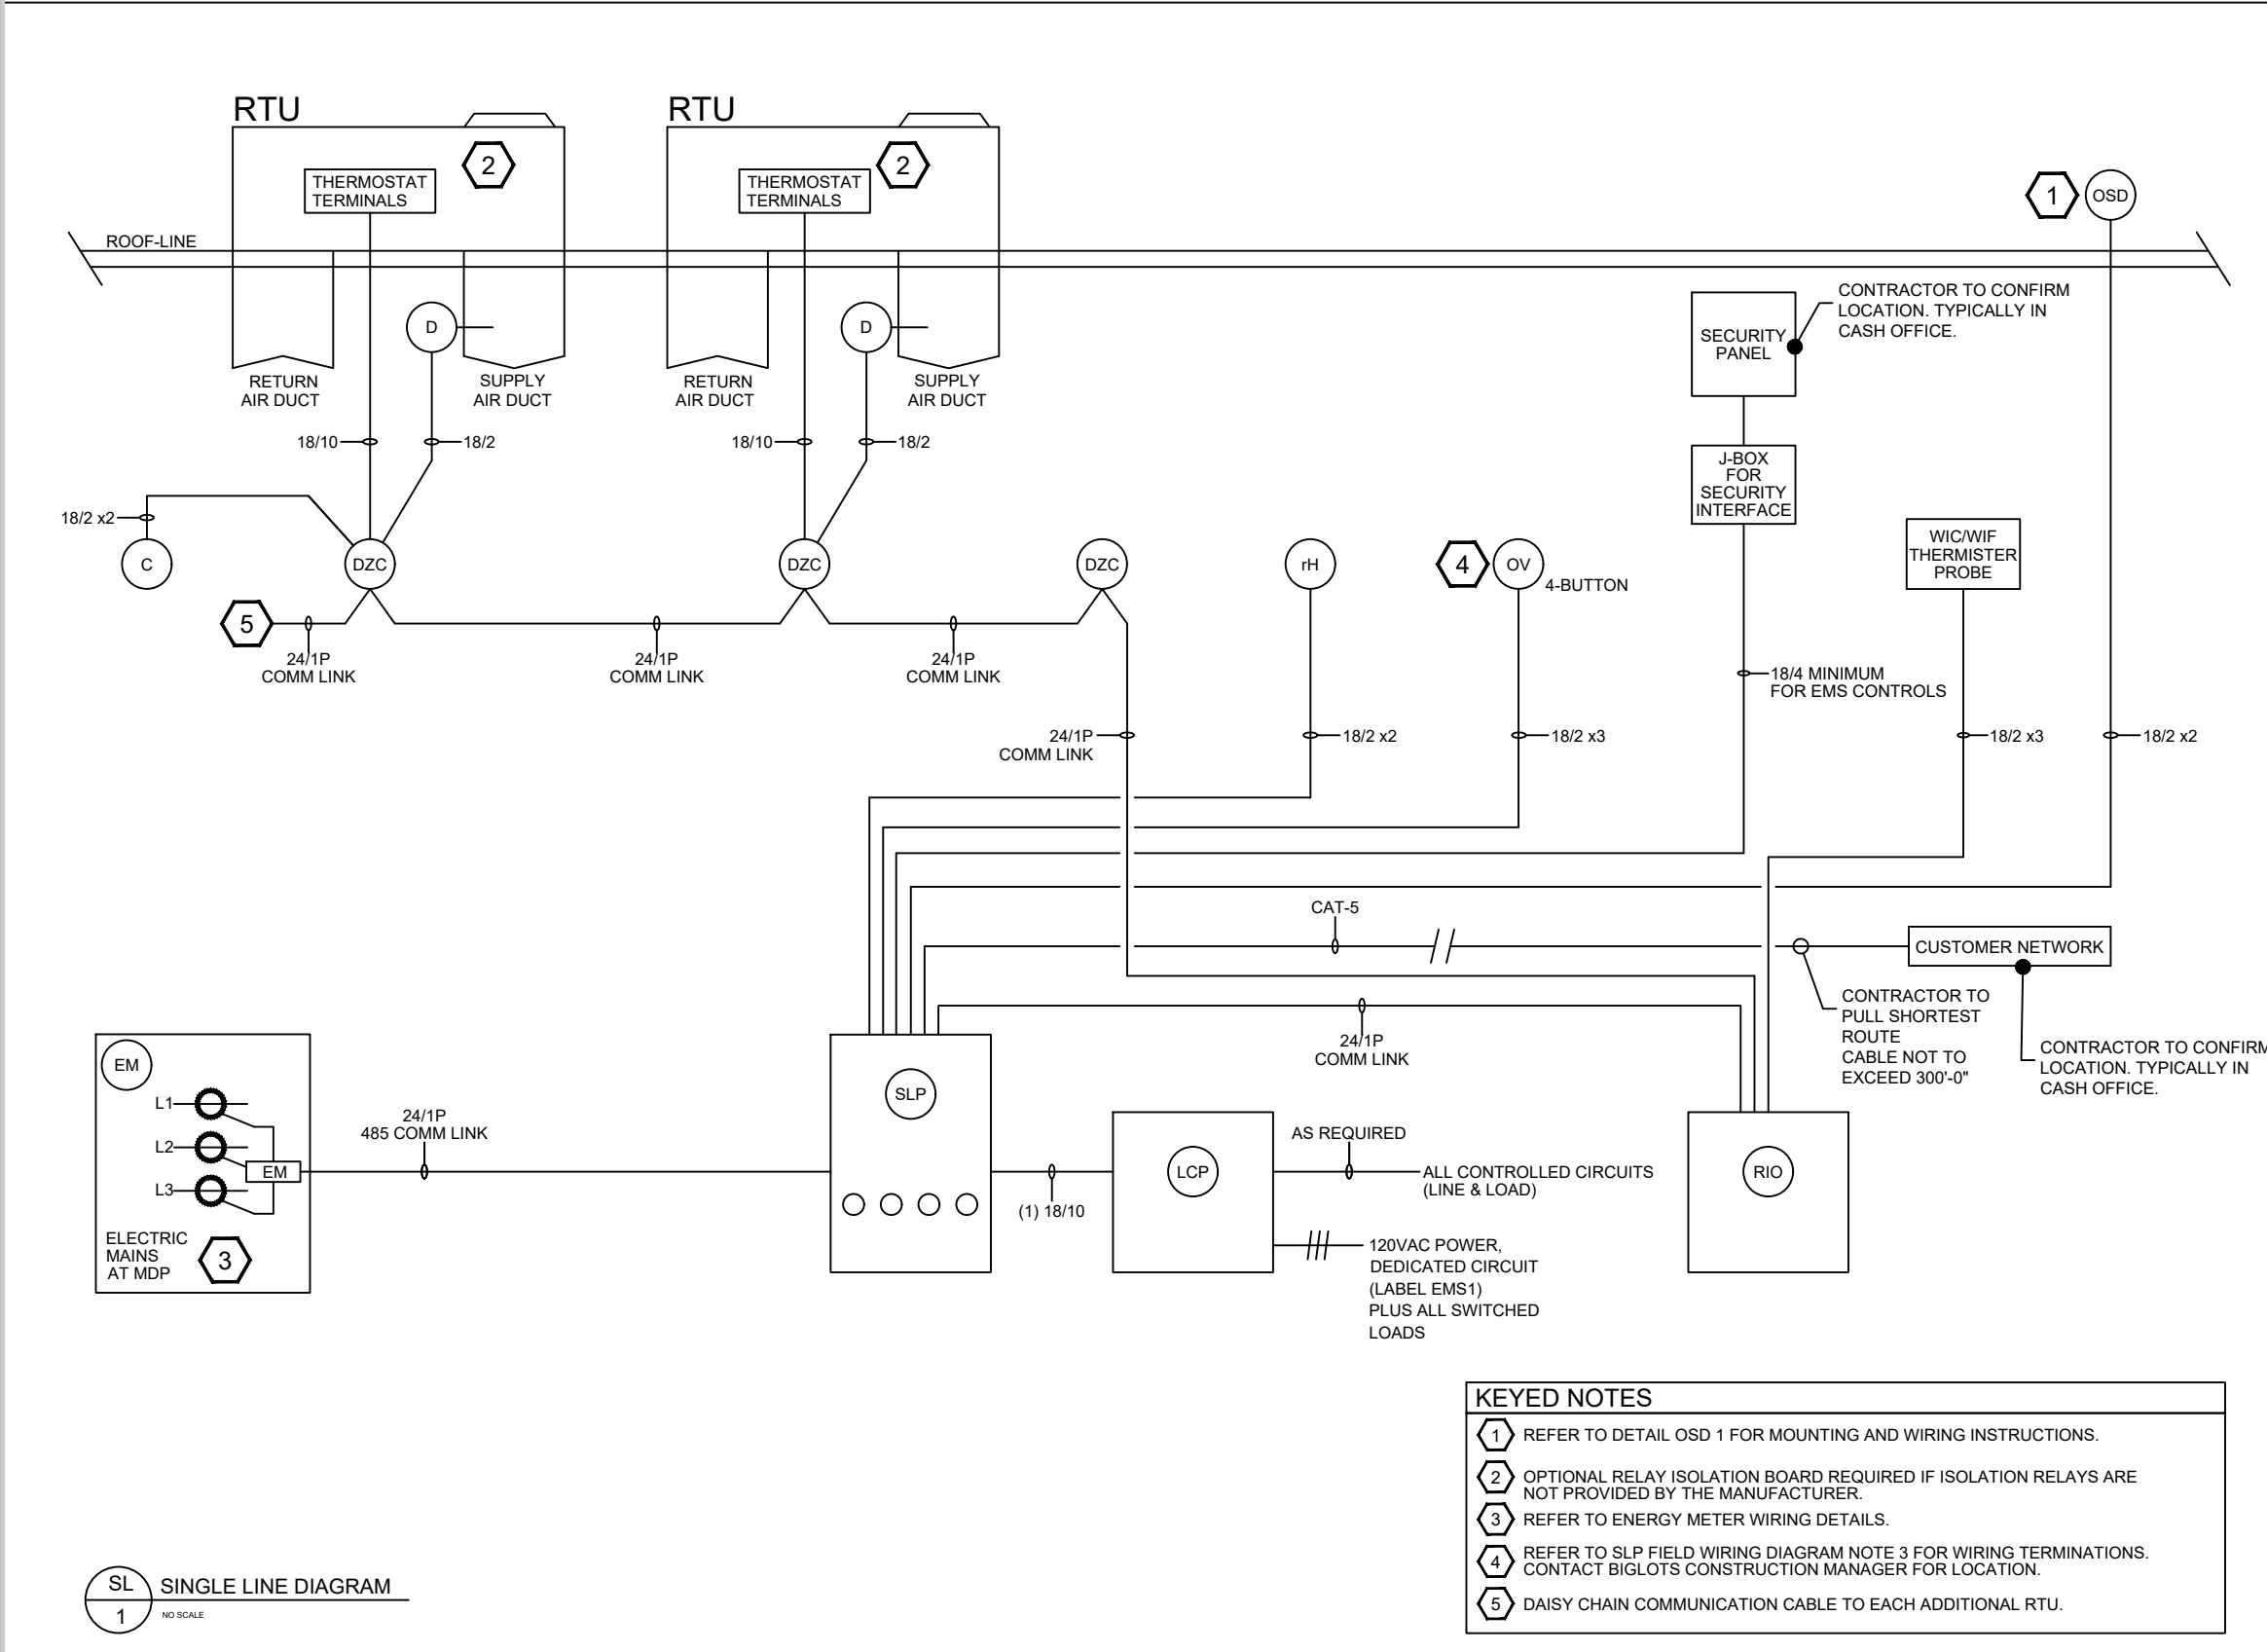 RTU
RTU
2
2
THERMOSTAT
TERMINALS
THERMOSTAT
TERMINALS
1
OSD
ROOF-LINE
CONTRACTOR TO CONFIRM
LOCATION. TYPICALLY IN
CASH OFFICE.
SECURITY
PANEL
D
D
RETURN
AIR DUCT
SUPPLY
AIR DUCT
RETURN
AIR DUCT
SUPPLY
AIR DUCT
18/10
18/2
18/10
18/2
J-BOX
FOR
SECURITY
INTERFACE
18/2 x2
C
DZC
DZC
DZC
rH
4
OV
4-BUTTON
WIC/WIF
THERMISTER
PROBE
5
24/1P
COMM LINK
24/1P
COMM LINK
24/1P
COMM LINK
18/4 MINIMUM
FOR EMS CONTROLS
24/1P
COMM LINK
18/2 x2
18/2 x3
18/2 x3
18/2 x2
CAT-5
CUSTOMER NETWORK
CONTRACTOR TO
PULL SHORTEST
ROUTE
CABLE NOT TO
EXCEED 300'-0"
CONTRACTOR TO CONFIRM
LOCATION. TYPICALLY IN
CASH OFFICE.
24/1P
COMM LINK
EM
L1
L2
L3
EM
ELECTRIC
MAINS
AT MDP
3
24/1P
485 COMM LINK
SLP
(1) 18/10
LCP
AS REQUIRED
ALL CONTROLLED CIRCUITS
(LINE & LOAD)
120VAC POWER,
DEDICATED CIRCUIT
(LABEL EMS1)
PLUS ALL SWITCHED
LOADS
RIO
KEYED NOTES
1 REFER TO DETAIL OSD 1 FOR MOUNTING AND WIRING INSTRUCTIONS.
2 OPTIONAL RELAY ISOLATION BOARD REQUIRED IF ISOLATION RELAYS ARE
NOT PROVIDED BY THE MANUFACTURER.
3 REFER TO ENERGY METER WIRING DETAILS.
4 REFER TO SLP FIELD WIRING DIAGRAM NOTE 3 FOR WIRING TERMINATIONS.
CONTACT BIGLOTS CONSTRUCTION MANAGER FOR LOCATION.
5 DAISY CHAIN COMMUNICATION CABLE TO EACH ADDITIONAL RTU.
SL
1
SINGLE LINE DIAGRAM
NO SCALE